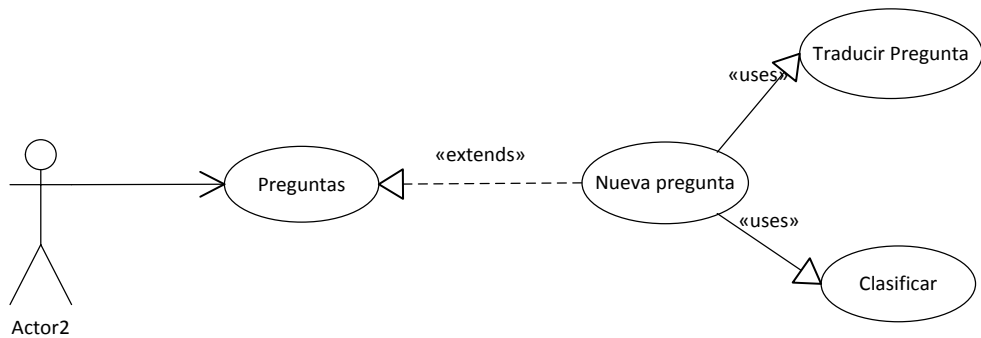 Traducir Pregunta
«uses»
«extends»
Preguntas
Nueva pregunta
«uses»
Clasificar
Actor2